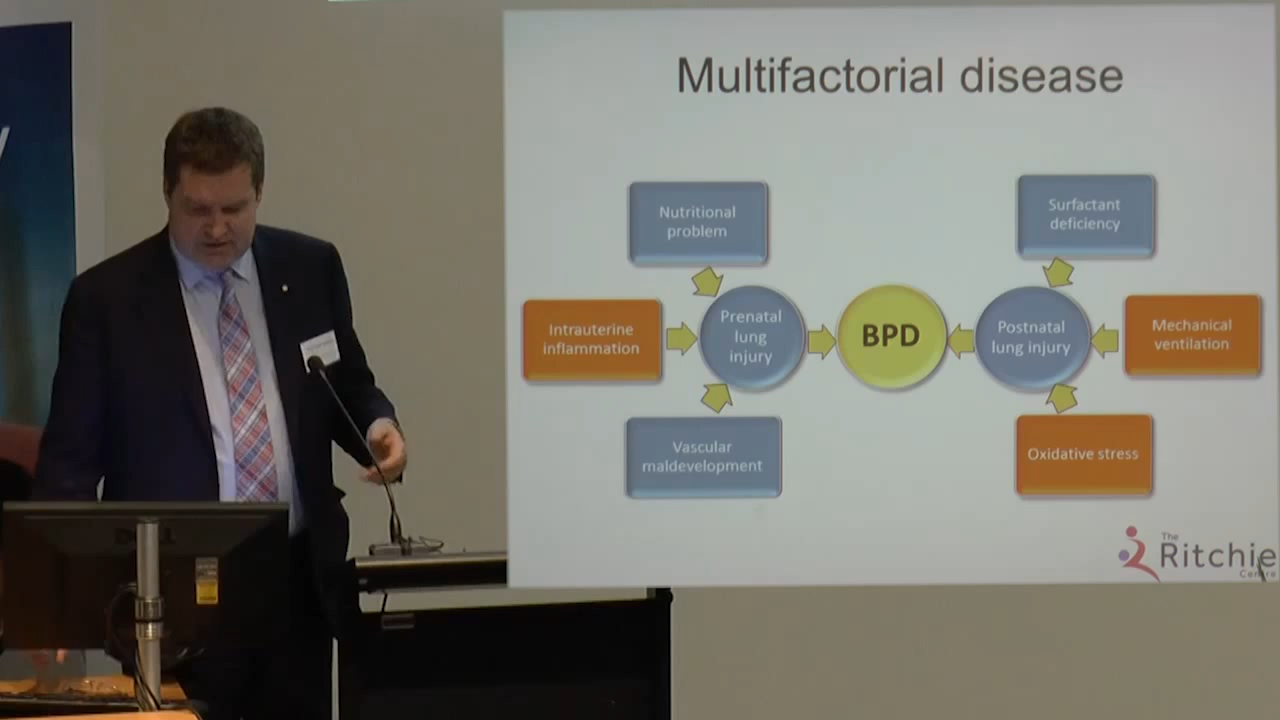 Multifactorial disease
Nutritional
problem
Surfactant
deficiency
Intrauterine
inflammation
Prenatal
lung
injury
BPD
Postnatal
lung injury
Mechanical
ventilation
Vascular
maldevelopment
Oxidative stress
The
Ritchie
Centre
DELL